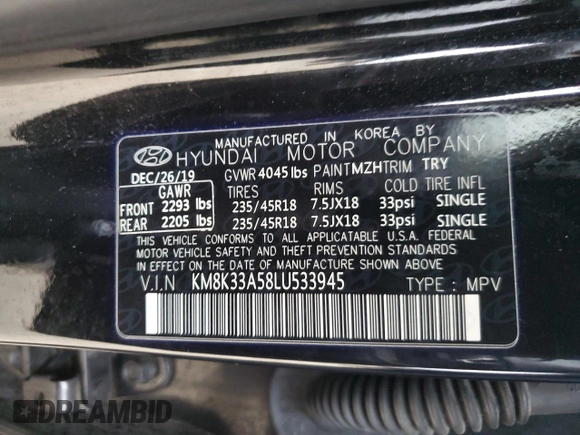 MANUFACTURED IN KOREA BY
HYUNDAI MOTOR COMPANY
DEC/26/19 GVWR 4045 lbs PAINT MZH TRIM TRY
GAWR TIRES RIMS COLD TIRE INFL
FRONT 2293 lbs 235/45R18 7.5JX18 33psi SINGLE
REAR 2205 lbs 235/45R18 7.5JX18 33psi SINGLE
THIS VEHICLE CONFORMS TO ALL APPLICABLE U.S.A. FEDERAL
MOTOR VEHICLE SAFETY AND THEFT PREVENTION STANDARDS
IN EFFECT ON THE DATE OF MANUFACTURE SHOWN ABOVE.
V.I.N KM8K33A58LU533945 TYPE : MPV
DREAMBID